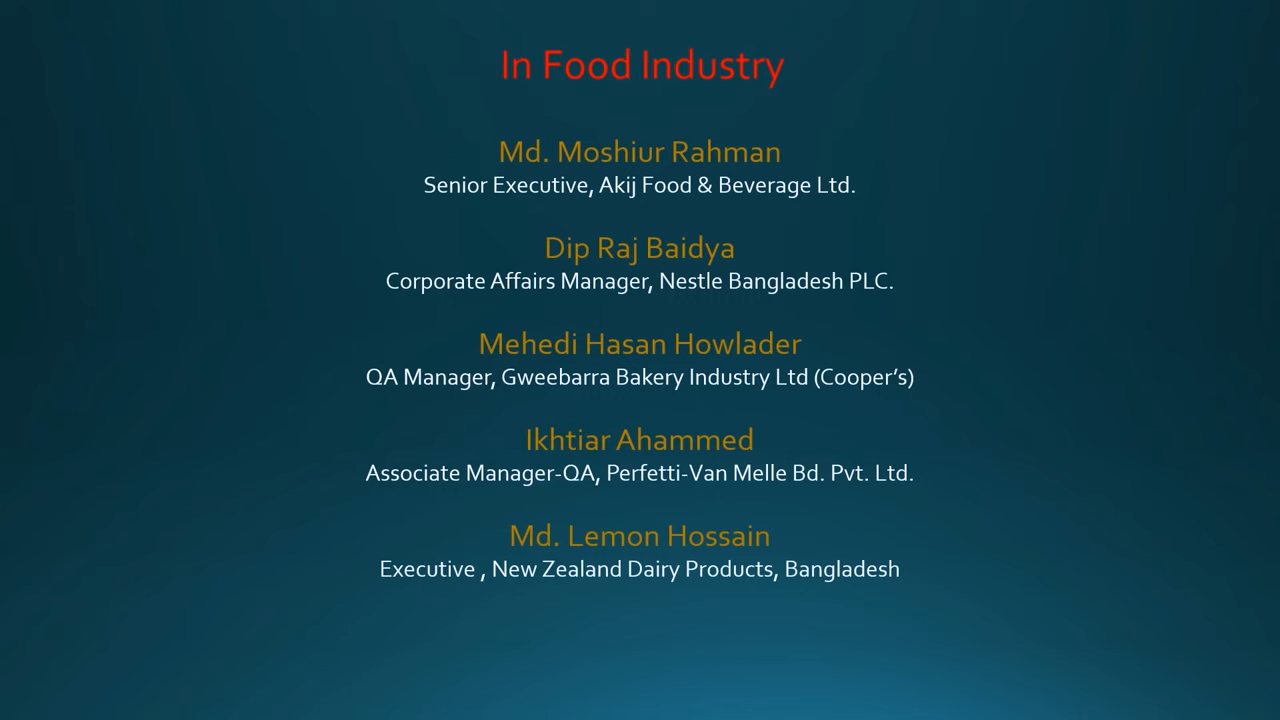 In Food Industry
Md. Moshiur Rahman
Senior Executive, Akij Food & Beverage Ltd.
Dip Raj Baidya
Corporate Affairs Manager, Nestle Bangladesh PLC.
Mehedi Hasan Howlader
QA Manager, Gweebarra Bakery Industry Ltd (Cooper’s)
Ikhtiar Ahammed
Associate Manager-QA, Perfetti-Van Melle Bd. Pvt. Ltd.
Md. Lemon Hossain
Executive , New Zealand Dairy Products, Bangladesh